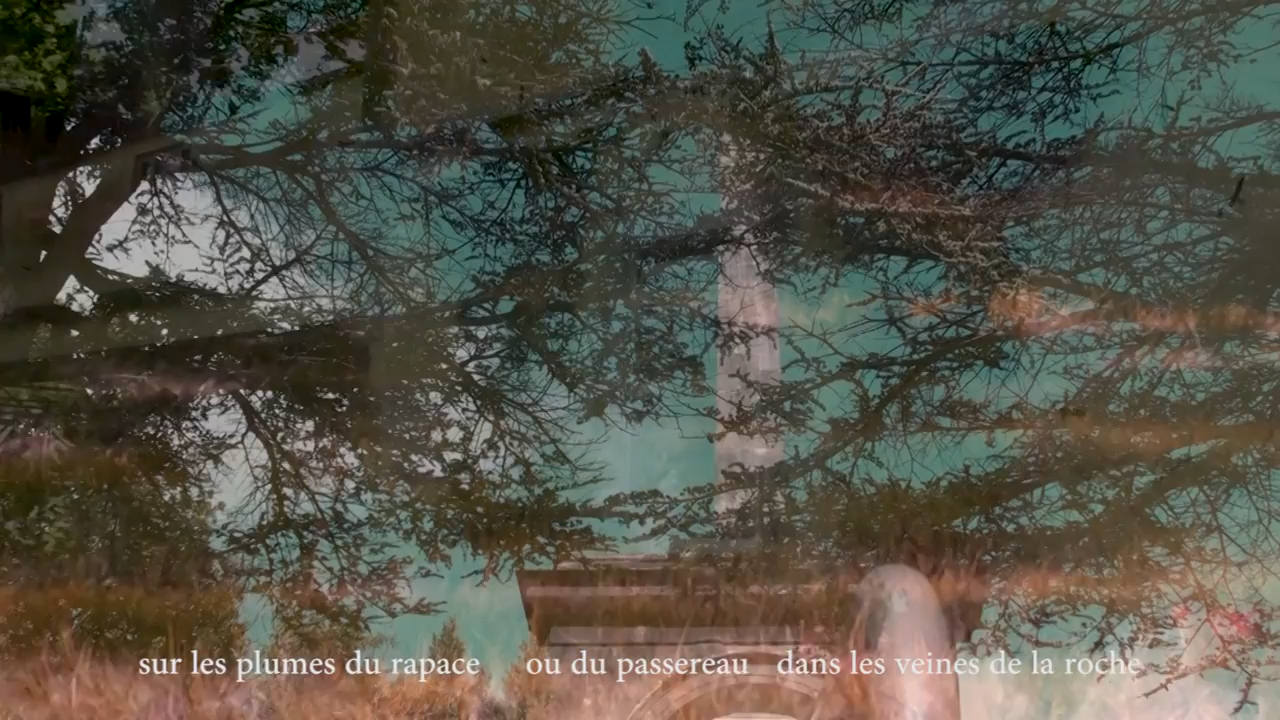 sur les plumes du rapace ou du passereau dans les veines de la roche